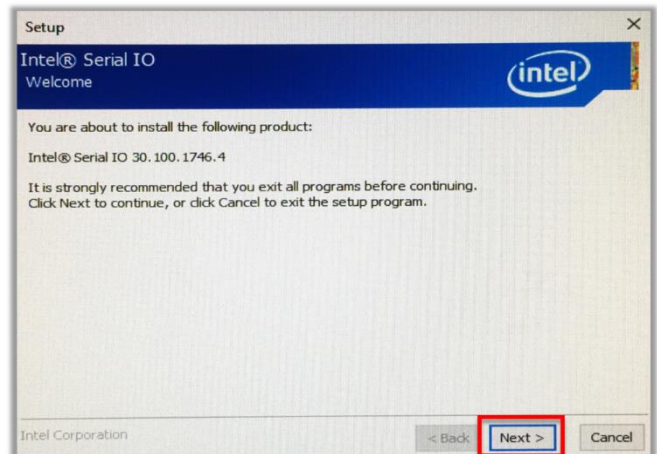 Setup
Intel® Serial IO
Welcome
intel
You are about to install the following product:
Intel® Serial IO 30.100.1746.4
It is strongly recommended that you exit all programs before continuing.
Click Next to continue, or click Cancel to exit the setup program.
Intel Corporation
< Back
Next >
Cancel